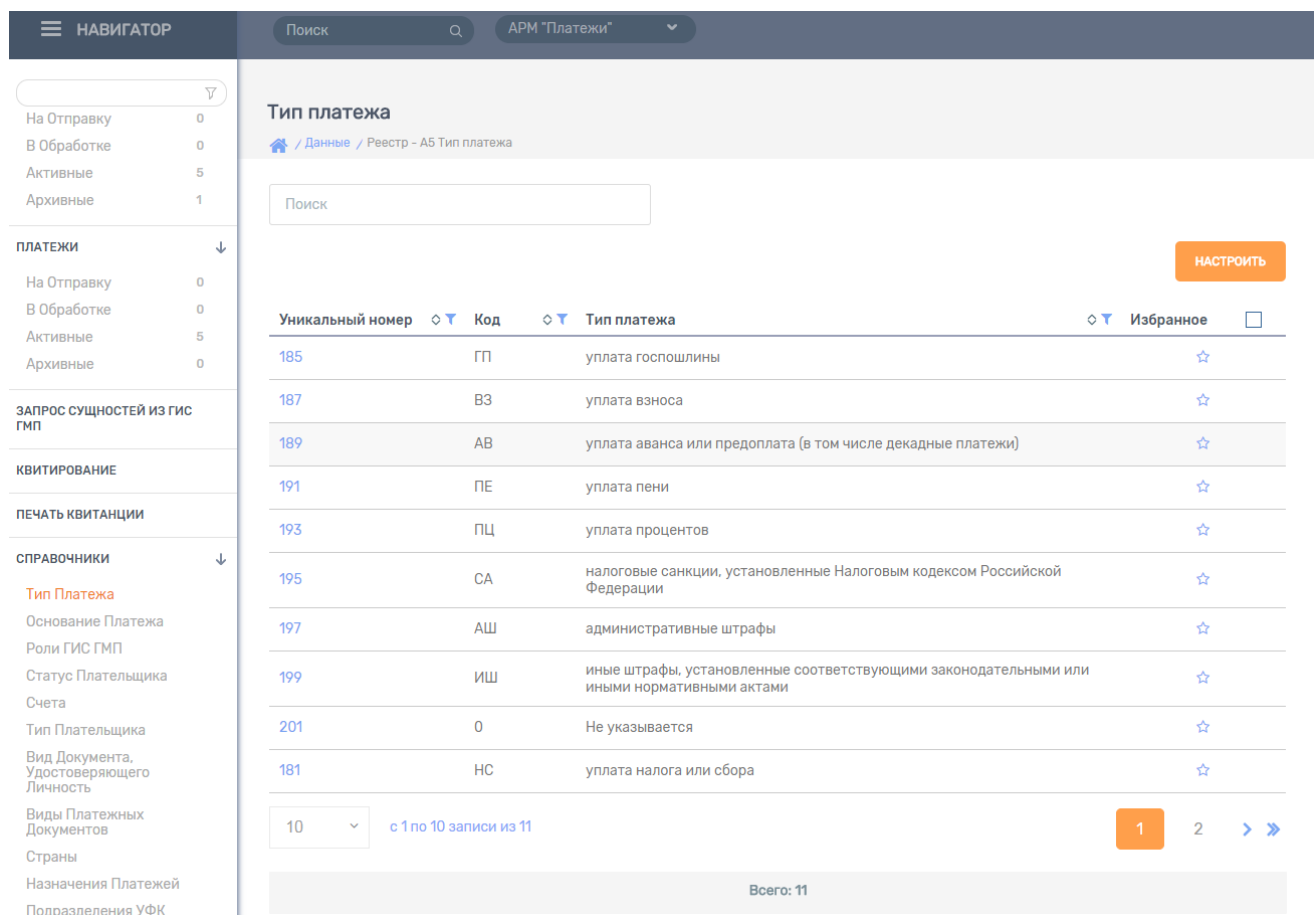 НАВИГАТОР
Поиск
АРМ "Платежи"
На Отправку 0
В Обработке 0
Активные 5
Архивные 1
ПЛАТЕЖИ
На Отправку 0
В Обработке 0
Активные 5
Архивные 0
ЗАПРОС СУЩНОСТЕЙ ИЗ ГИС
ГМП
КВИТИРОВАНИЕ
ПЕЧАТЬ КВИТАНЦИИ
СПРАВОЧНИКИ
Тип Платежа
Основание Платежа
Роли ГИС ГМП
Статус Плательщика
Счета
Тип Плательщика
Вид Документа,
Удостоверяющего
Личность
Виды Платежных
Документов
Страны
Назначения Платежей
Подразделения УФК
Тип платежа
/ Данные / Реестр - A5 Тип платежа
Поиск
НАСТРОИТЬ
Уникальный номер Код Тип платежа Избранное
185 ГП уплата госпошлины
187 ВЗ уплата взноса
189 АВ уплата аванса или предоплата (в том числе декадные платежи)
191 ПЕ уплата пени
193 ПЦ уплата процентов
195 СА налоговые санкции, установленные Налоговым кодексом Российской
Федерации
197 АШ административные штрафы
199 ИШ иные штрафы, установленные соответствующими законодательными или
иными нормативными актами
201 0 Не указывается
181 НС уплата налога или сбора
10 с 1 по 10 записи из 11
1 2
Всего: 11